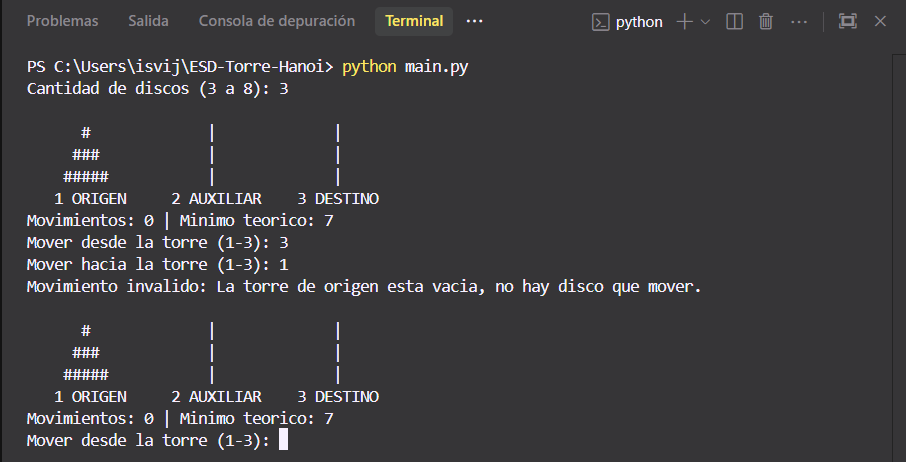 Problemas Salida Consola de depuración Terminal ··· python
PS C:\Users\isvij\ESD-Torre-Hanoi> python main.py
Cantidad de discos (3 a 8): 3
# | |
### | |
##### | |
1 ORIGEN 2 AUXILIAR 3 DESTINO
Movimientos: 0 | Minimo teorico: 7
Mover desde la torre (1-3): 3
Mover hacia la torre (1-3): 1
Movimiento invalido: La torre de origen esta vacia, no hay disco que mover.
# | |
### | |
##### | |
1 ORIGEN 2 AUXILIAR 3 DESTINO
Movimientos: 0 | Minimo teorico: 7
Mover desde la torre (1-3):